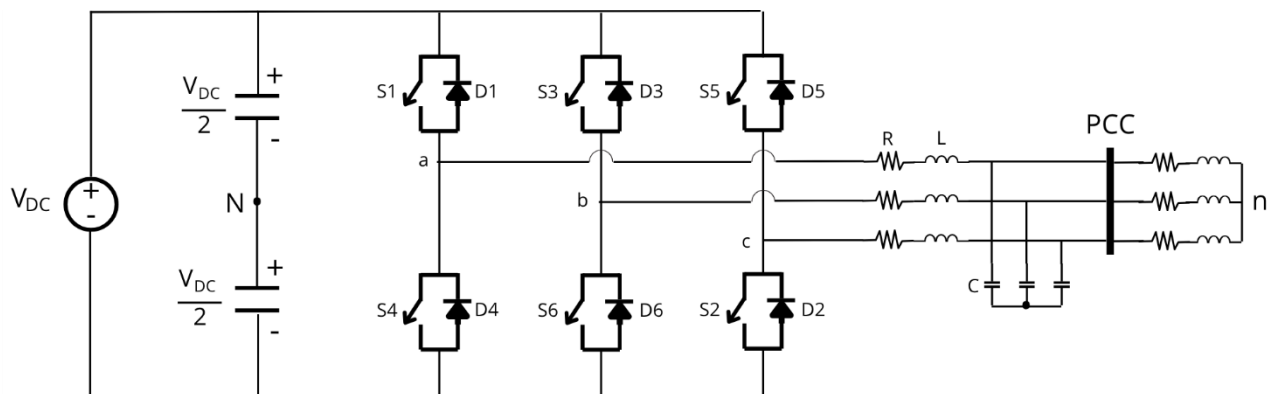 V_DC
+
-
V_DC
2
+
-
N
V_DC
2
+
-
S1
D1
S3
D3
S5
D5
a
b
c
S4
D4
S6
D6
S2
D2
R
L
C
PCC
n